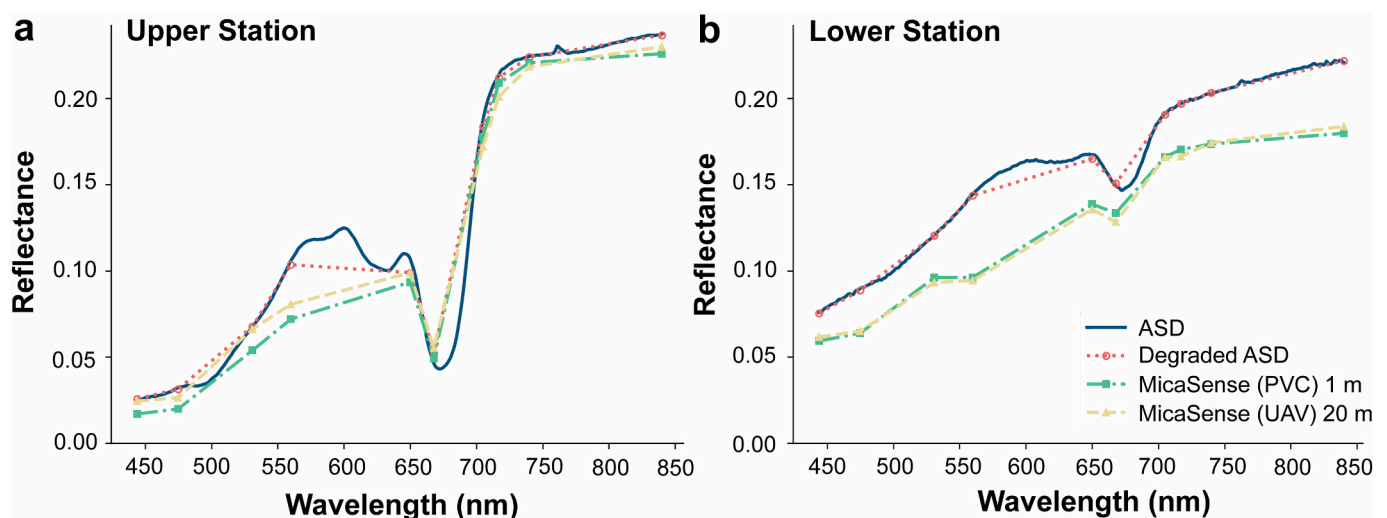 a Upper Station
0.20
0.15
0.10
0.05
0.00
Reflectance
450 500 550 600 650 700 750 800 850
Wavelength (nm)
b Lower Station
0.20
0.15
0.10
0.05
0.00
Reflectance
ASD
Degraded ASD
MicaSense (PVC) 1 m
MicaSense (UAV) 20 m
450 500 550 600 650 700 750 800 850
Wavelength (nm)